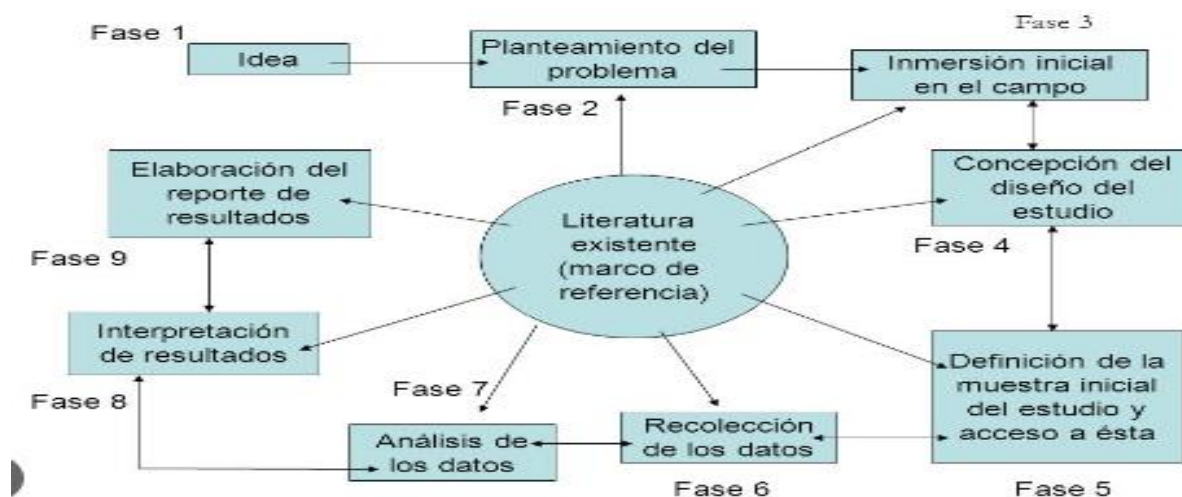 Fase 1
Idea
Planteamiento del
problema
Fase 2
Fase 3
Inmersión inicial
en el campo
Concepción del
diseño del
estudio
Fase 4
Definición de la
muestra inicial
del estudio y
acceso a ésta
Fase 5
Recolección
de los datos
Fase 6
Fase 7
Análisis de
los datos
Interpretación
de resultados
Fase 8
Elaboración del
reporte de
resultados
Fase 9
Literatura
existente
(marco de
referencia)